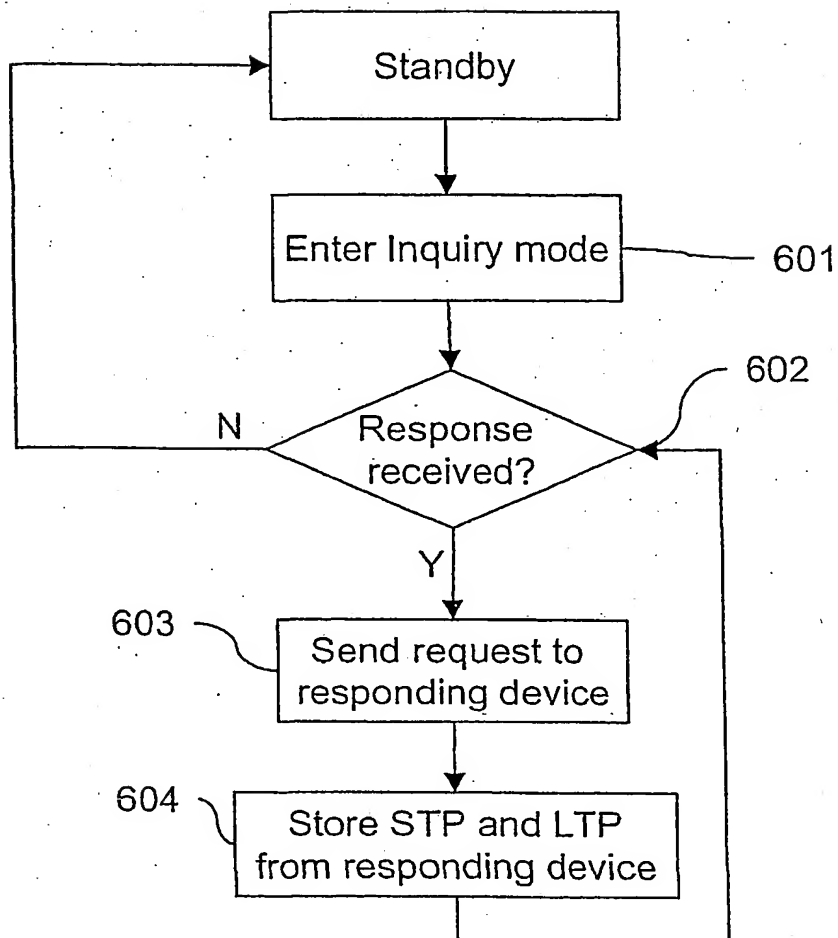 Standby
Enter Inquiry mode
601
602
N
Response
received?
Y
603
Send request to
responding device
604
Store STP and LTP
from responding device